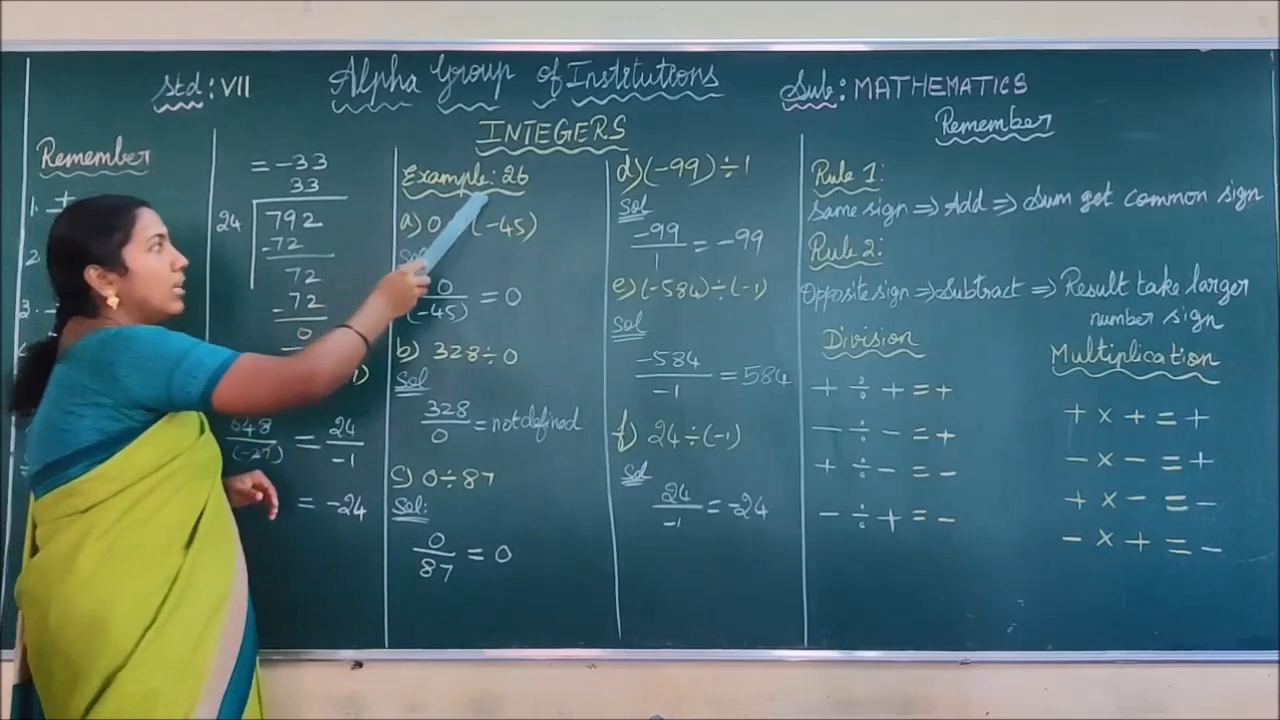 Std: VII
Alpha Group of Institutions
Sub: MATHEMATICS
INTEGERS
Remember
1. +
2.
3. -
= -33
33
24 792
-72
72
-72
0
1)
648/(-27) = 24/-1
= -24
Example: 26
a) 0 (-45)
Sol
0/(-45) = 0
b) 328÷0
Sol
328/0 = not defined
c) 0÷87
Sol:
0/87 = 0
d) (-99)÷1
Sol
-99/1 = -99
e) (-584)÷(-1)
Sol
-584/-1 = 584
f) 24÷(-1)
Sol
24/-1 = -24
Remember
Rule 1:
Same sign ⇒ Add ⇒ Sum get common sign
Rule 2:
Opposite sign ⇒ Subtract ⇒ Result take larger
number sign
Division
+ ÷ + = +
- ÷ - = +
+ ÷ - = -
- ÷ + = -
Multiplication
+ × + = +
- × - = +
+ × - = -
- × + = -